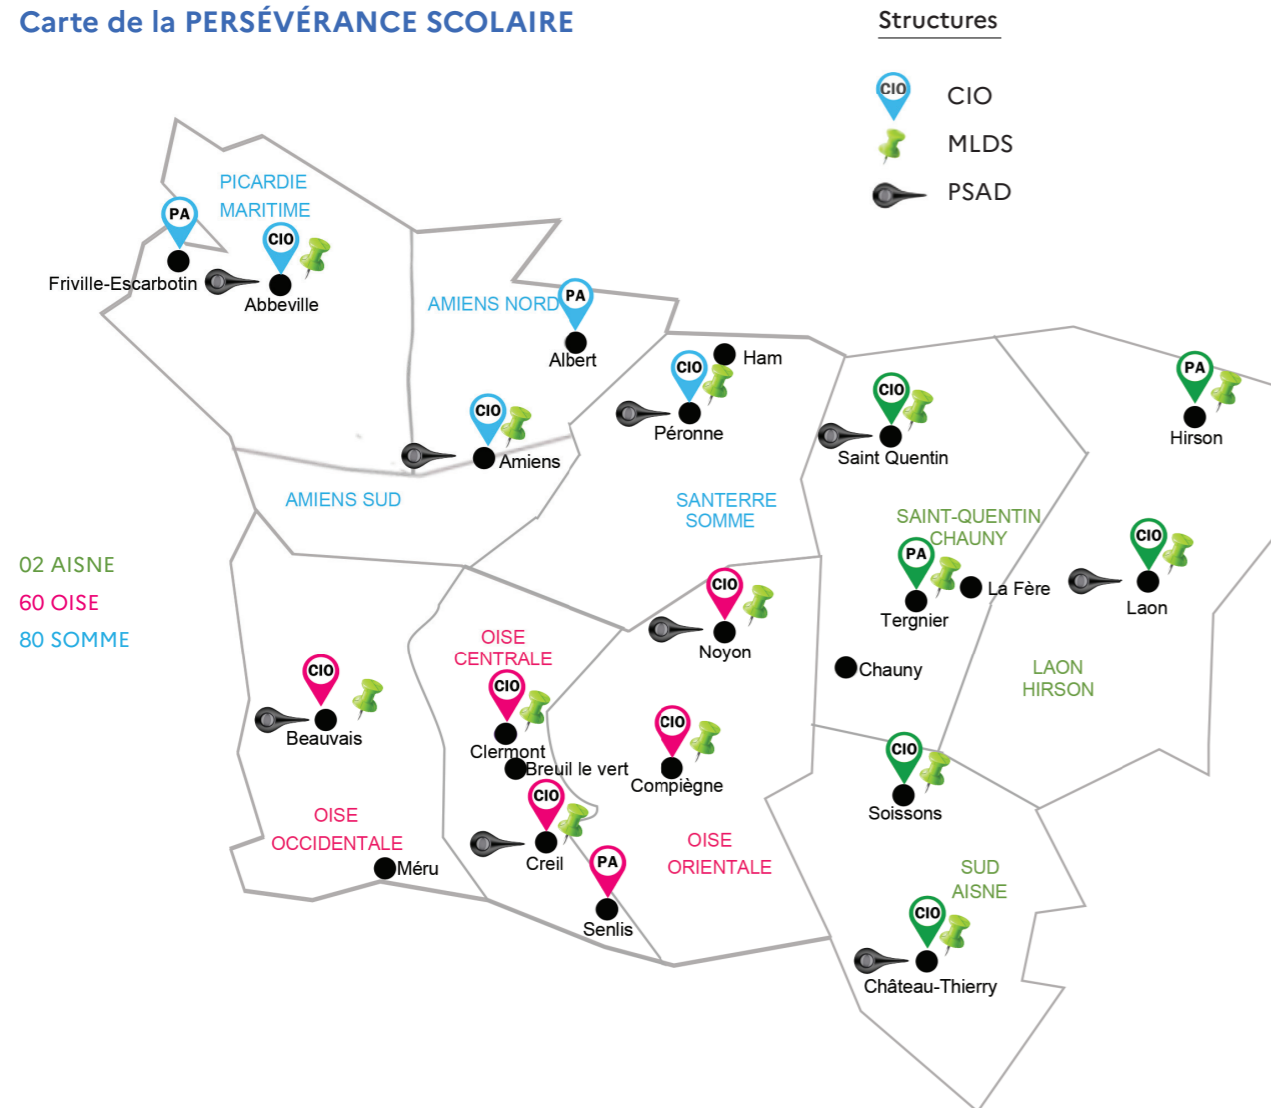 Carte de la PERSÉVÉRANCE SCOLAIRE
Structures
CIO CIO
MLDS
PSAD
PICARDIE
MARITIME
PA
CIO
Friville-Escarbotin
Abbeville
AMIENS NORD
PA
Albert
CIO
Ham
Péronne
CIO
Saint Quentin
PA
Hirson
CIO
Amiens
AMIENS SUD
SANTERRE
SOMME
SAINT-QUENTIN
CHAUNY
PA
La Fère
Tergnier
CIO
Laon
02 AISNE
60 OISE
80 SOMME
CIO
Noyon
OISE
CENTRALE
CIO
Beauvais
CIO
Clermont
Breuil le vert
CIO
Compiègne
Chauny
LAON
HIRSON
CIO
Soissons
OISE
OCCIDENTALE
Méru
CIO
Creil
PA
Senlis
OISE
ORIENTALE
SUD
AISNE
CIO
Château-Thierry